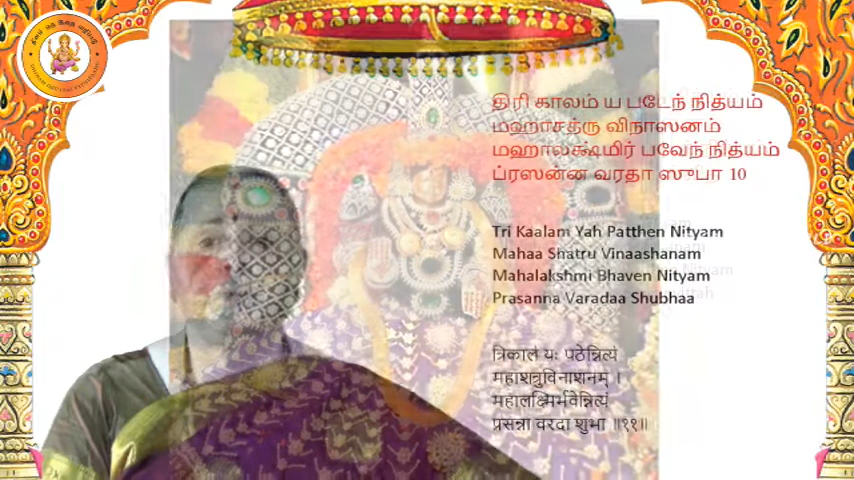 திரி காலம் ய படேந் நித்யம்
மஹாசத்ரு விநாஸனம்
மஹாலக்ஷ்மிர் பவேந் நித்யம்
ப்ரஸன்ன வரதா ஸுபா 10
Tri Kaalam Yah Patthen Nityam
Mahaa Shatru Vinaashanam
Mahalakshmi Bhaven Nityam
Prasanna Varadaa Shubhaa
त्रिकालं यः पठेन्नित्यं
महाशत्रुविनाशनम् ।
महालक्ष्मिर्भवेन्नित्यं
प्रसन्ना वरदा शुभा ॥११॥